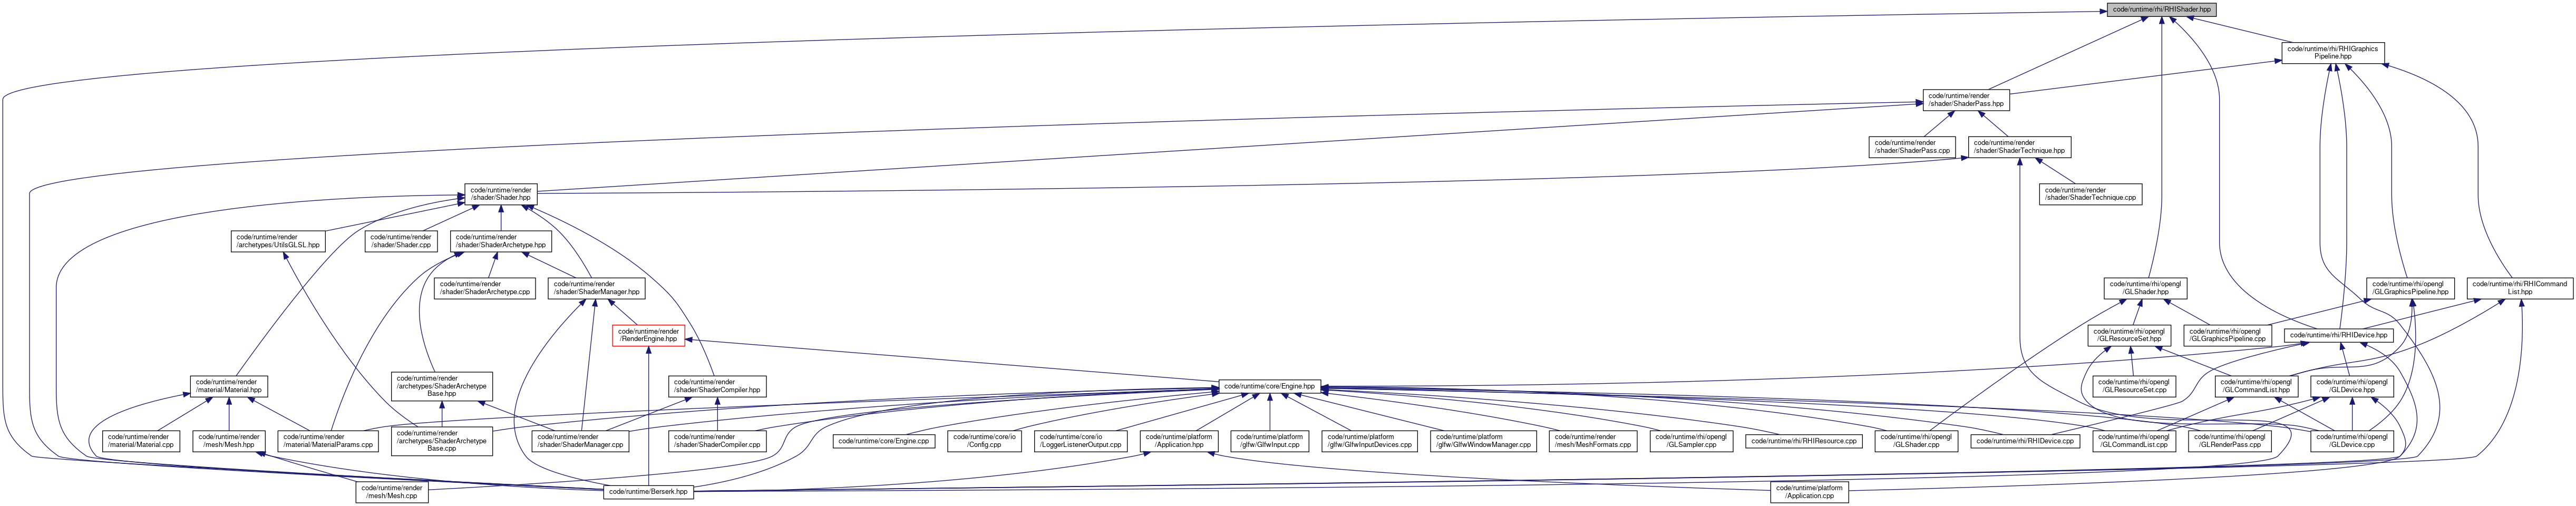 code/runtime/rhi/RHIShader.hpp
code/runtime/rhi/RHIGraphics
Pipeline.hpp
code/runtime/render
/shader/ShaderPass.hpp
code/runtime/render
/shader/ShaderPass.cpp
code/runtime/render
/shader/ShaderTechnique.hpp
code/runtime/render
/shader/Shader.hpp
code/runtime/render
/shader/ShaderTechnique.cpp
code/runtime/render
/archetypes/UtilsGLSL.hpp
code/runtime/render
/shader/Shader.cpp
code/runtime/render
/shader/ShaderArchetype.hpp
code/runtime/render
/shader/ShaderArchetype.cpp
code/runtime/render
/shader/ShaderManager.hpp
code/runtime/rhi/opengl
/GLShader.hpp
code/runtime/rhi/opengl
/GLGraphicsPipeline.hpp
code/runtime/rhi/RHICommand
List.hpp
code/runtime/render
/RenderEngine.hpp
code/runtime/rhi/opengl
/GLResourceSet.hpp
code/runtime/rhi/opengl
/GLGraphicsPipeline.cpp
code/runtime/rhi/RHIDevice.hpp
code/runtime/render
/material/Material.hpp
code/runtime/render
/archetypes/ShaderArchetype
Base.hpp
code/runtime/render
/shader/ShaderCompiler.hpp
code/runtime/core/Engine.hpp
code/runtime/rhi/opengl
/GLResourceSet.cpp
code/runtime/rhi/opengl
/GLCommandList.hpp
code/runtime/rhi/opengl
/GLDevice.hpp
code/runtime/render
/material/Material.cpp
code/runtime/render
/mesh/Mesh.hpp
code/runtime/render
/material/MaterialParams.cpp
code/runtime/render
/archetypes/ShaderArchetype
Base.cpp
code/runtime/render
/shader/ShaderManager.cpp
code/runtime/render
/shader/ShaderCompiler.cpp
code/runtime/core/Engine.cpp
code/runtime/core/io
/Config.cpp
code/runtime/core/io
/LoggerListenerOutput.cpp
code/runtime/platform
/Application.hpp
code/runtime/platform
/glfw/GlfwInput.cpp
code/runtime/platform
/glfw/GlfwInputDevices.cpp
code/runtime/platform
/glfw/GlfwWindowManager.cpp
code/runtime/render
/mesh/MeshFormats.cpp
code/runtime/rhi/opengl
/GLSampler.cpp
code/runtime/rhi/RHIResource.cpp
code/runtime/rhi/opengl
/GLShader.cpp
code/runtime/rhi/RHIDevice.cpp
code/runtime/rhi/opengl
/GLCommandList.cpp
code/runtime/rhi/opengl
/GLRenderPass.cpp
code/runtime/rhi/opengl
/GLDevice.cpp
code/runtime/render
/mesh/Mesh.cpp
code/runtime/Berserk.hpp
code/runtime/platform
/Application.cpp